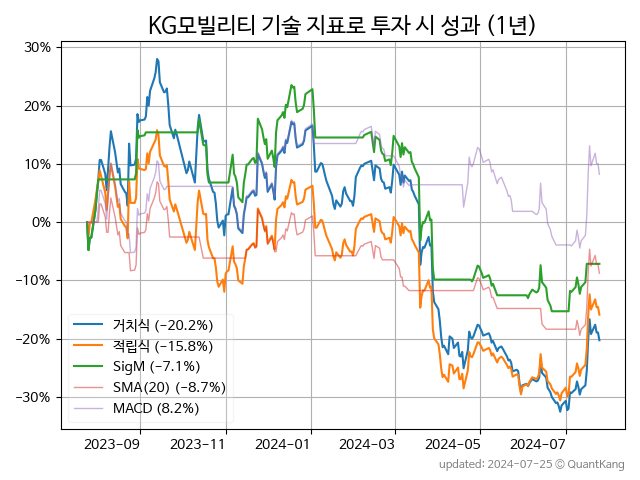 KG모빌리티 기술 지표로 투자 시 성과 (1년)
30%
20%
10%
0%
−10%
−20%
−30%
거치식 (−20.2%)
적립식 (−15.8%)
SigM (−7.1%)
SMA(20) (−8.7%)
MACD (8.2%)
2023-09
2023-11
2024-01
2024-03
2024-05
2024-07
updated: 2024-07-25 © QuantKang